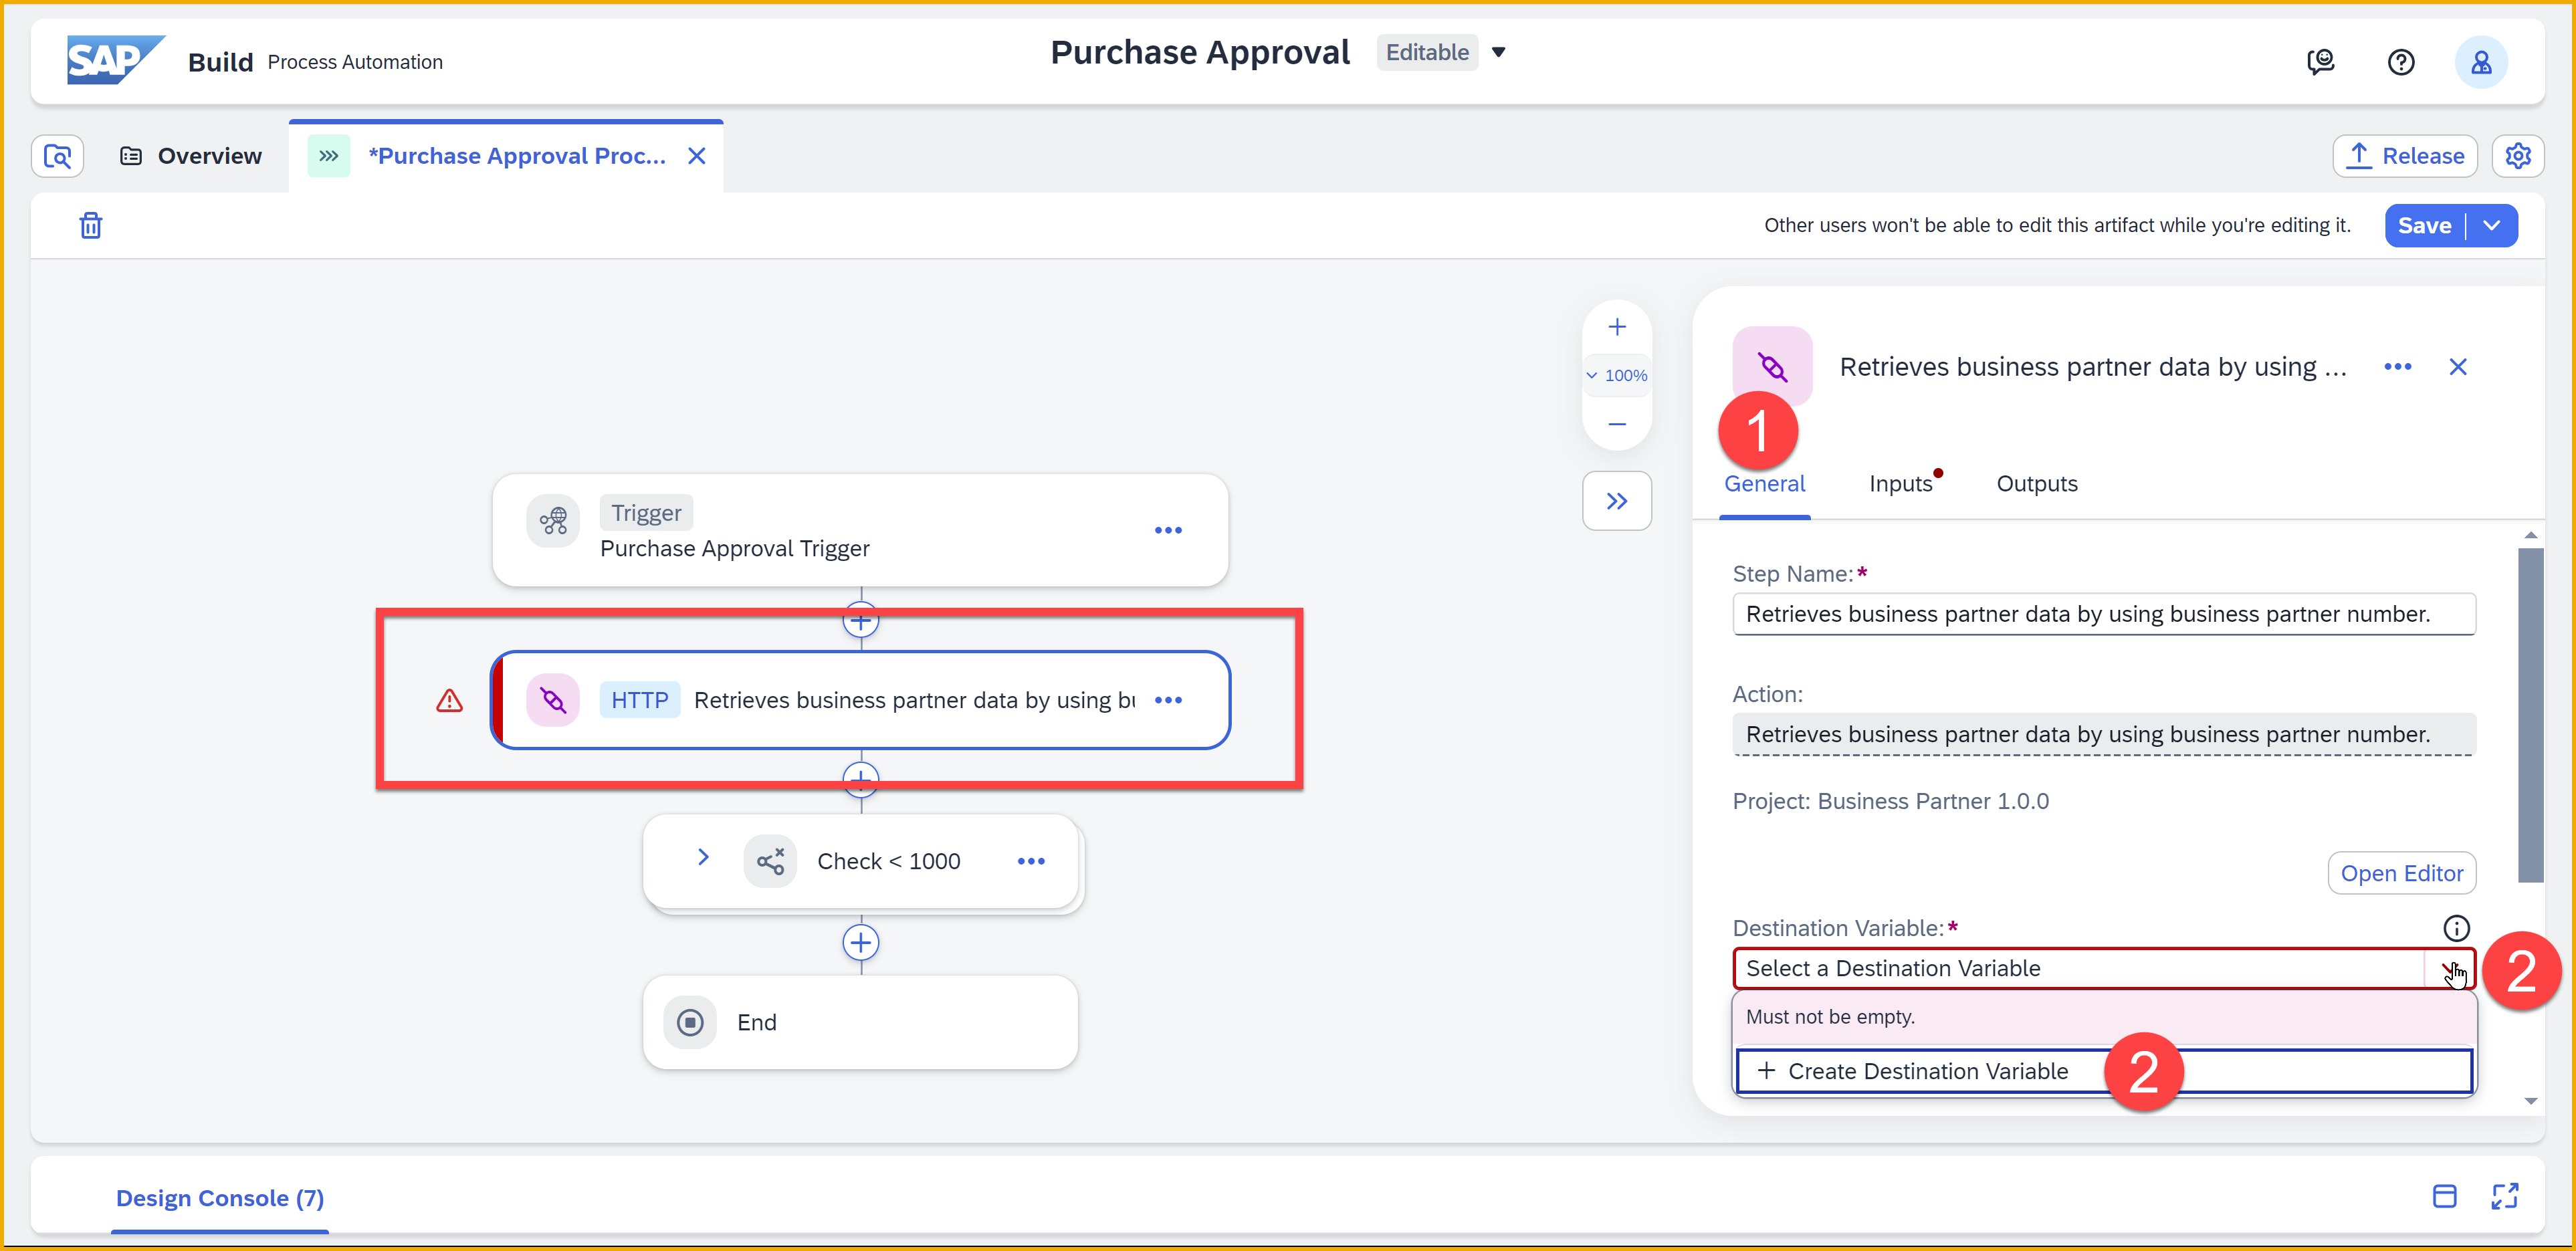 SAP Build Process Automation
Purchase Approval Editable
Overview
*Purchase Approval Proc...
Release
Other users won't be able to edit this artifact while you're editing it.
Save
100%
Trigger
Purchase Approval Trigger
HTTP Retrieves business partner data by using bu
Check < 1000
End
Retrieves business partner data by using ...
1
General Inputs Outputs
Step Name:*
Retrieves business partner data by using business partner number.
Action:
Retrieves business partner data by using business partner number.
Project: Business Partner 1.0.0
Open Editor
Destination Variable:*
Select a Destination Variable
2
Must not be empty.
+ Create Destination Variable
2
Design Console (7)